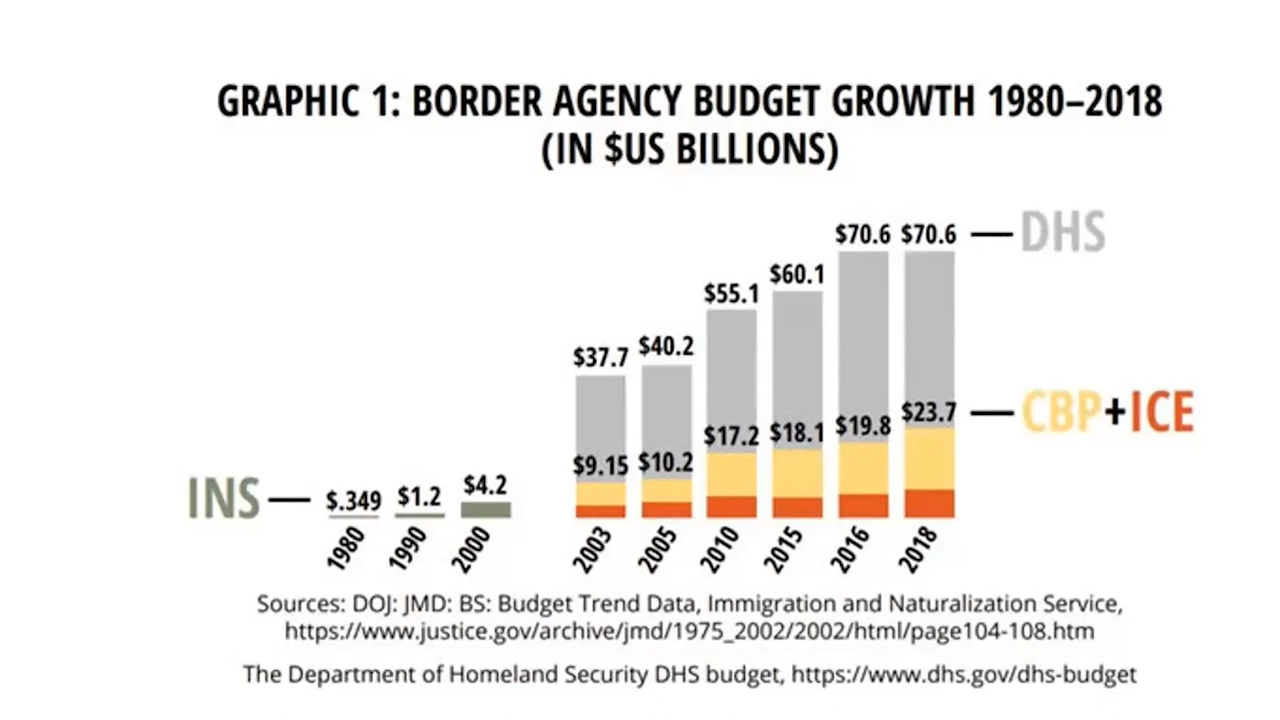 GRAPHIC 1: BORDER AGENCY BUDGET GROWTH 1980–2018
(IN $US BILLIONS)
$70.6 $70.6 — DHS
$60.1
$55.1
$40.2
$37.7
$23.7 — CBP+ICE
$19.8
$18.1
$17.2
$10.2
$9.15
INS — $.349 $1.2 $4.2
1980 1990 2000 2003 2005 2010 2015 2016 2018
Sources: DOJ: JMD: BS: Budget Trend Data, Immigration and Naturalization Service,
https://www.justice.gov/archive/jmd/1975_2002/2002/html/page104-108.htm
The Department of Homeland Security DHS budget, https://www.dhs.gov/dhs-budget